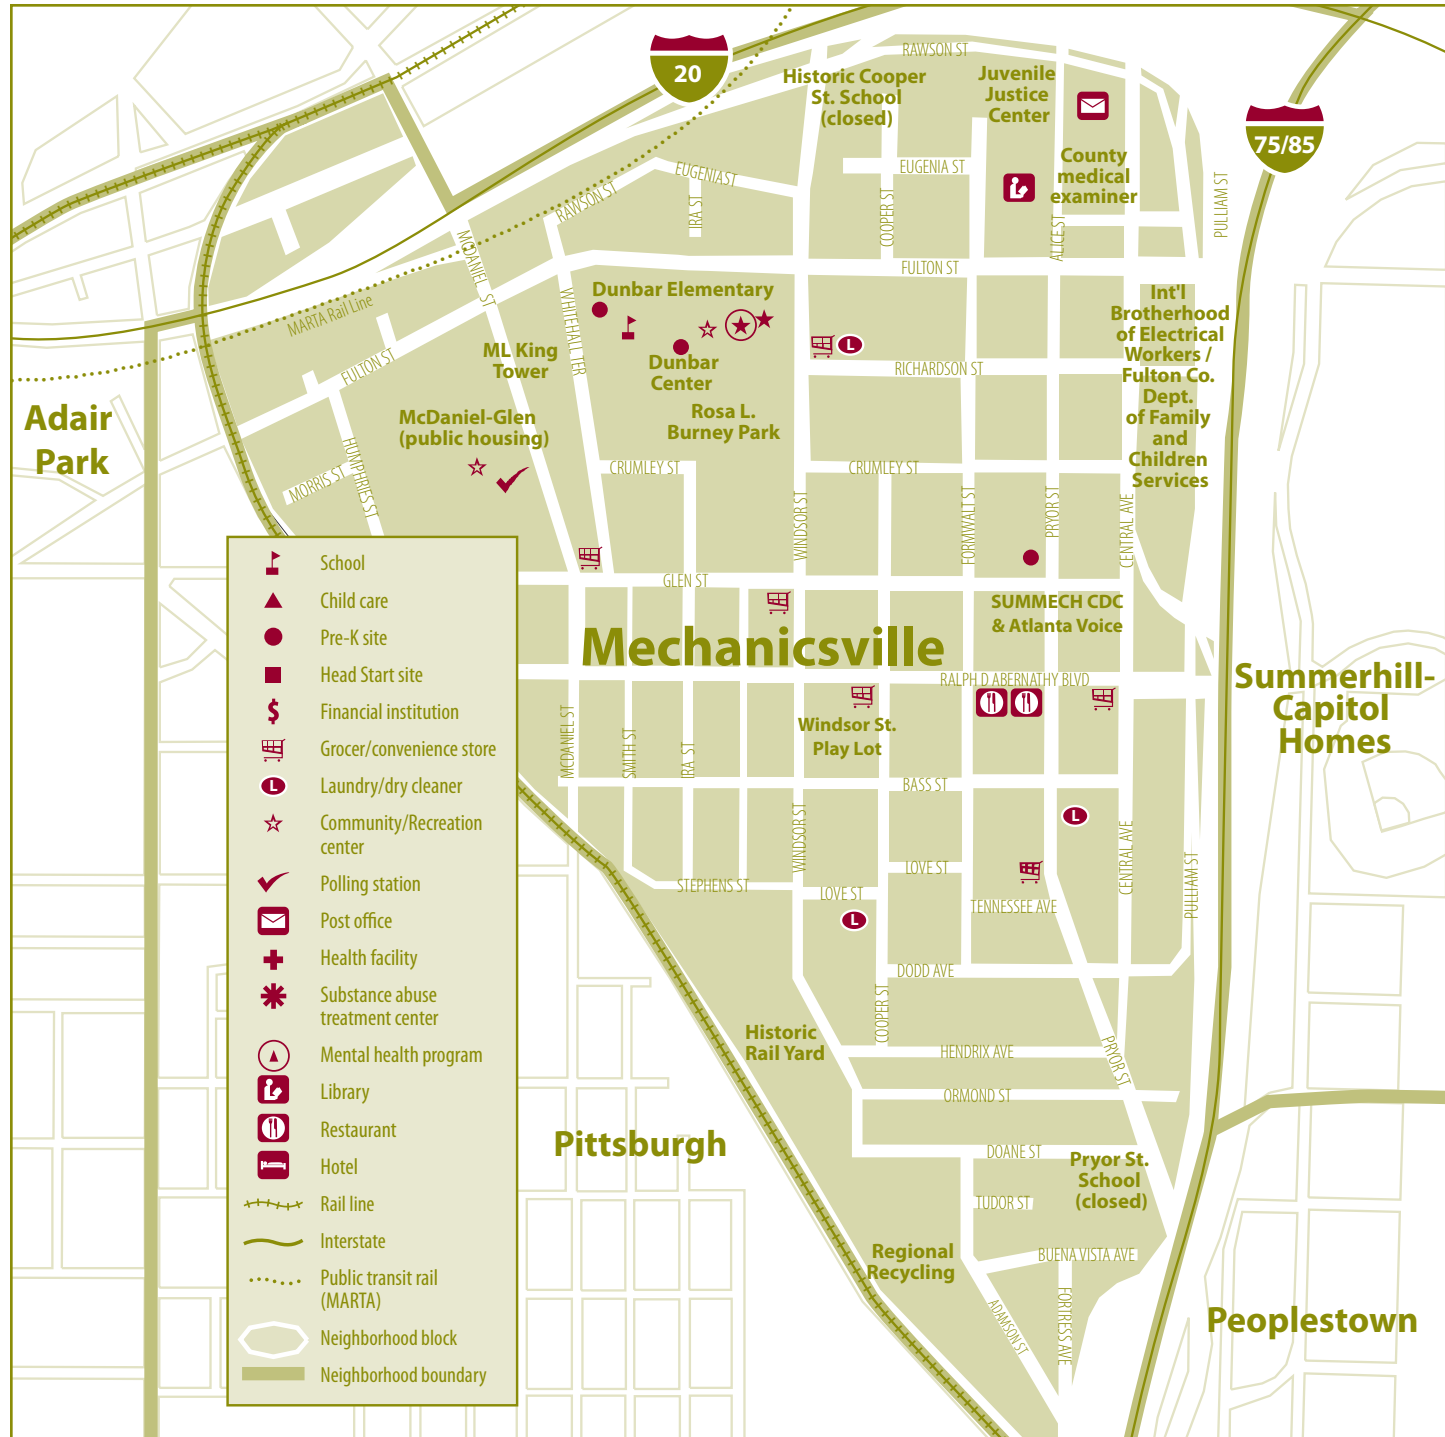 20
75/85
RAWSON ST
Historic Cooper
St. School
(closed)
Juvenile
Justice
Center
County
medical
examiner
EUGENIA ST
EUGENIA ST
RAWSON ST
IRA ST
COOPER ST
ALICE ST
PULLIAM ST
MCDANIEL ST
FULTON ST
MARTA Rail Line
WHITEHALL TER
Dunbar Elementary
Int'l
Brotherhood
of Electrical
Workers /
Fulton Co.
Dept.
of Family
and
Children
Services
FULTON ST
ML King
Tower
Dunbar
Center
L
RICHARDSON ST
Adair
Park
McDaniel-Glen
(public housing)
Rosa L.
Burney Park
HUMPHRIES ST
MORRIS ST
CRUMLEY ST
CRUMLEY ST
WINDSOR ST
FORMWALT ST
PRYOR ST
CENTRAL AVE
GLEN ST
SUMMECH CDC
& Atlanta Voice
Mechanicsville
RALPH D ABERNATHY BLVD
Summerhill-
Capitol
Homes
MCDANIEL ST
SMITH ST
IRA ST
Windsor St.
Play Lot
BASS ST
WINDSOR ST
L
CENTRAL AVE
PULLIAM ST
LOVE ST
STEPHENS ST
LOVE ST
TENNESSEE AVE
L
DODD AVE
COOPER ST
Historic
Rail Yard
HENDRIX AVE
PRYOR ST
ORMOND ST
Pittsburgh
DOANE ST
Pryor St.
School
(closed)
TUDOR ST
Regional
Recycling
BUENA VISTA AVE
ADAMSON ST
FORTRESS AVE
Peoplestown
School
Child care
Pre-K site
Head Start site
$ Financial institution
Grocer/convenience store
L Laundry/dry cleaner
Community/Recreation
center
Polling station
Post office
Health facility
Substance abuse
treatment center
Mental health program
Library
Restaurant
Hotel
Rail line
Interstate
Public transit rail
(MARTA)
Neighborhood block
Neighborhood boundary